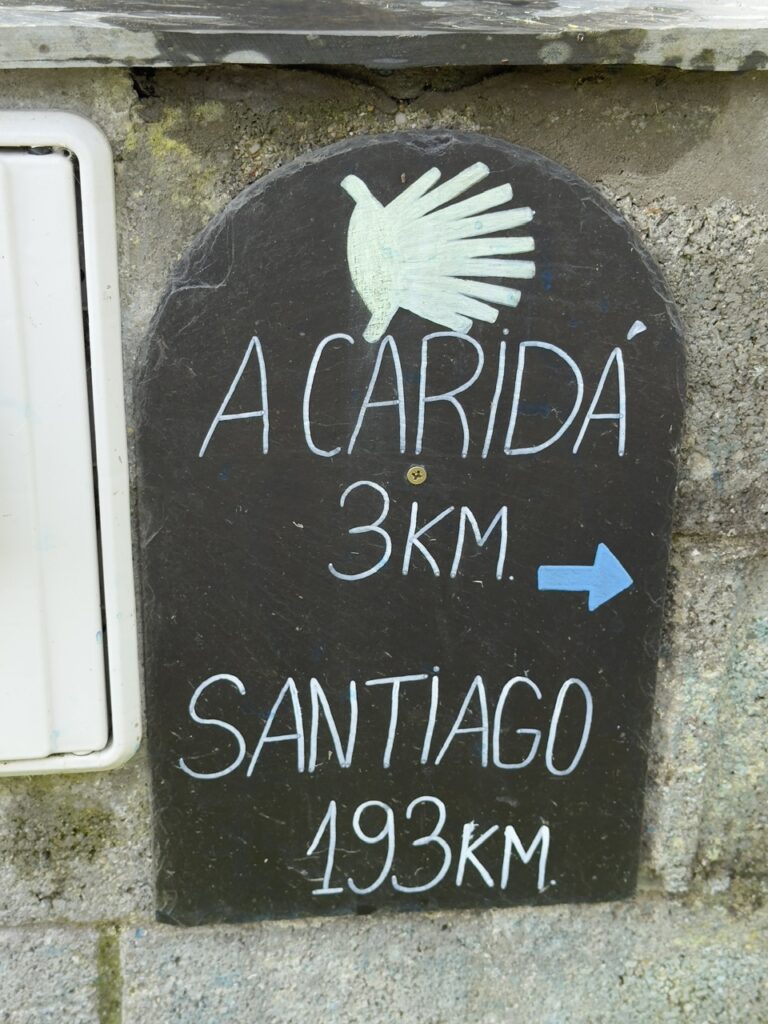 A CARIDÁ
3KM.
SANTIAGO
193KM.